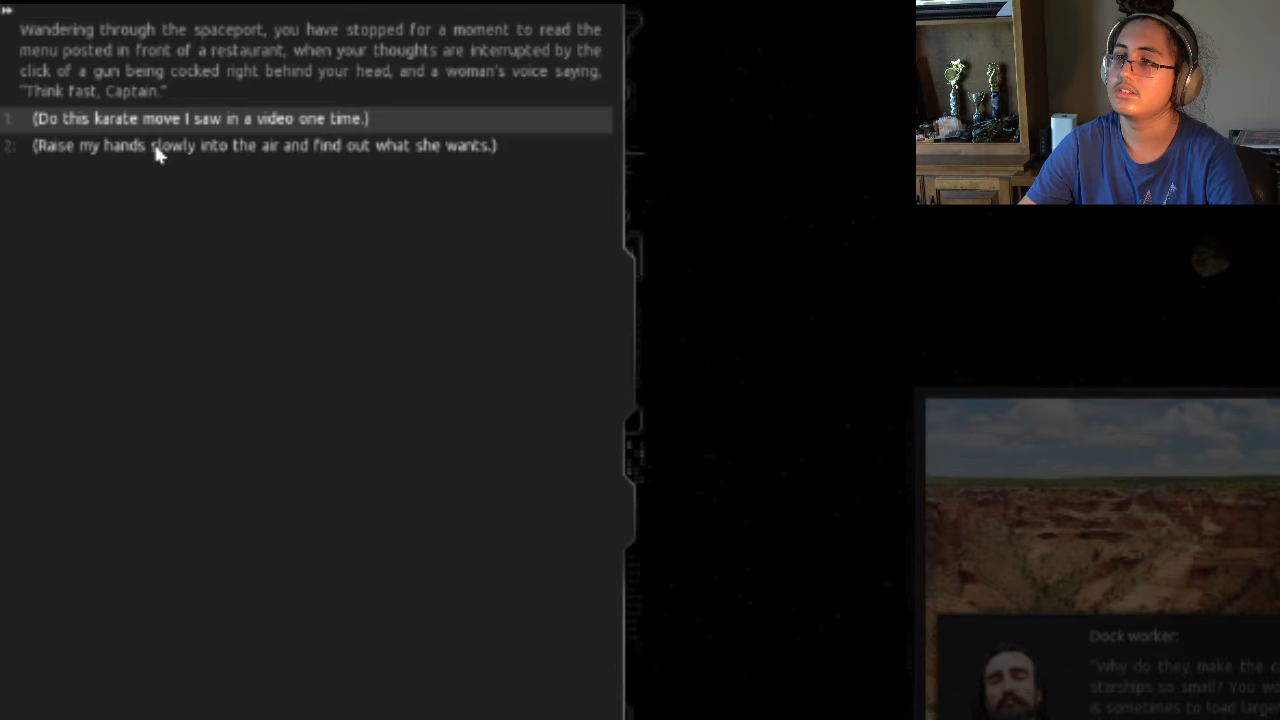 Wandering through the spaceport, you have stopped for a moment to read the
menu posted in front of a restaurant, when your thoughts are interrupted by the
click of a gun being cocked right behind your head, and a woman's voice saying,
"Think fast, Captain."
1: (Do this karate move I saw in a video one time.)
2: (Raise my hands slowly into the air and find out what she wants.)
Dock worker:
"Why do they make the
starships so small? You
is sometimes to load large